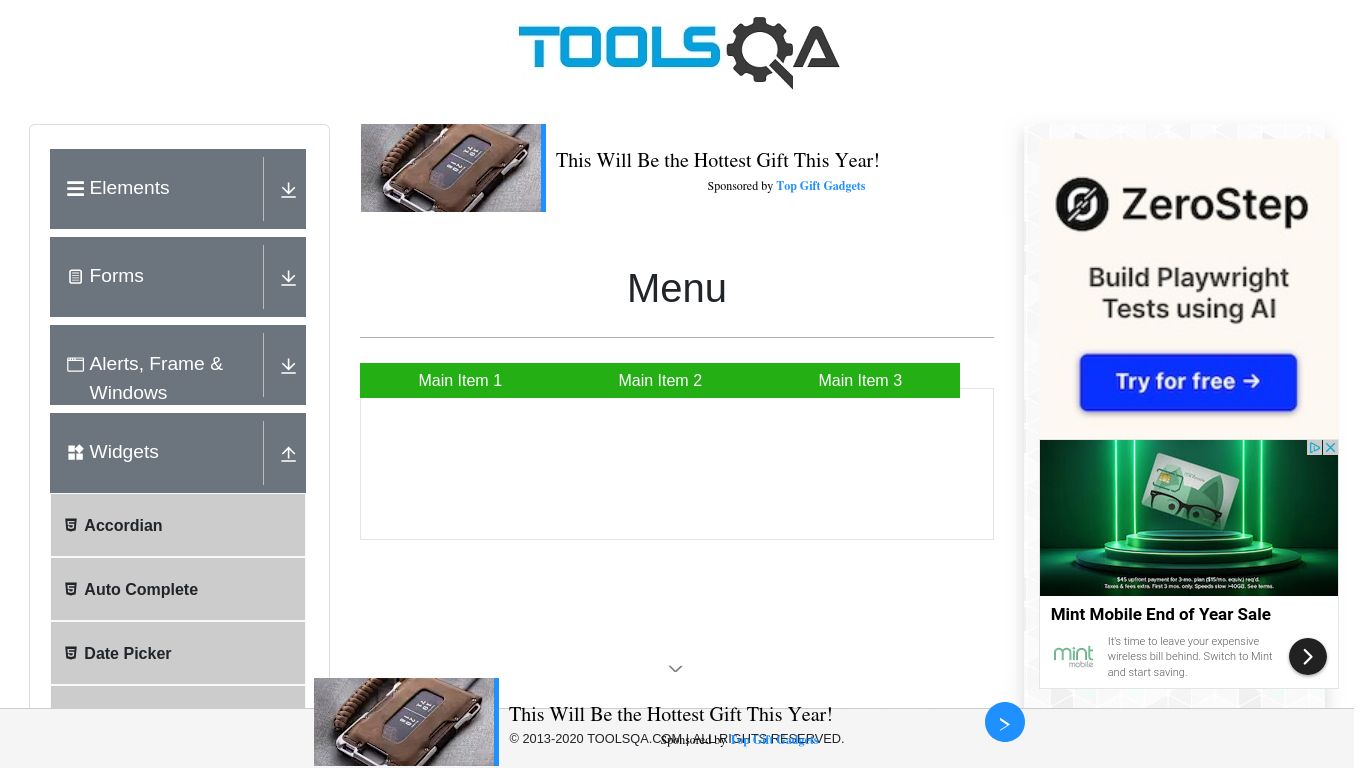 TOOLSQA
Elements
Forms
Alerts, Frame &
Windows
Widgets
Accordian
Auto Complete
Date Picker
This Will Be the Hottest Gift This Year!
Sponsored by Top Gift Gadgets
Menu
Main Item 1
Main Item 2
Main Item 3
ZeroStep
Build Playwright
Tests using AI
Try for free →
$45 upfront payment for 3-mo. plan ($15/mo. equiv.) req'd.
Taxes & fees extra. First 3 mos. only. Speeds slow >40GB. See terms.
Mint Mobile End of Year Sale
mint
mobile
It's time to leave your expensive
wireless bill behind. Switch to Mint
and start saving.
This Will Be the Hottest Gift This Year!
© 2013-2020 TOOLSQA.COM | ALL RIGHTS RESERVED.
Sponsored by Top Gift Gadgets